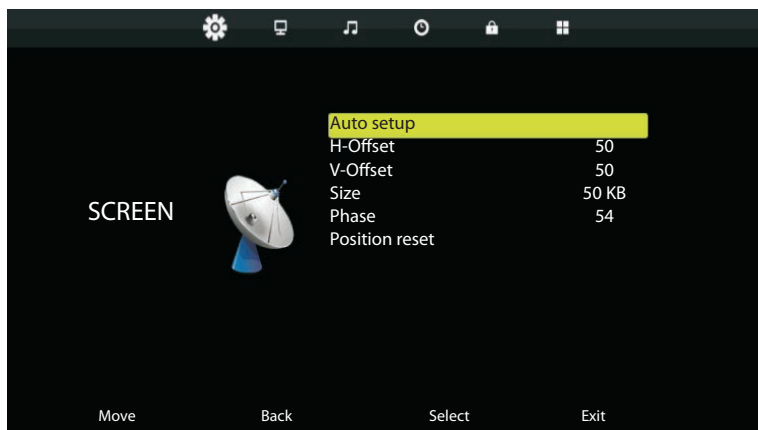 Auto setup
H-Offset 50
V-Offset 50
Size 50 KB
SCREEN
Phase 54
Position reset
Move Back Select Exit